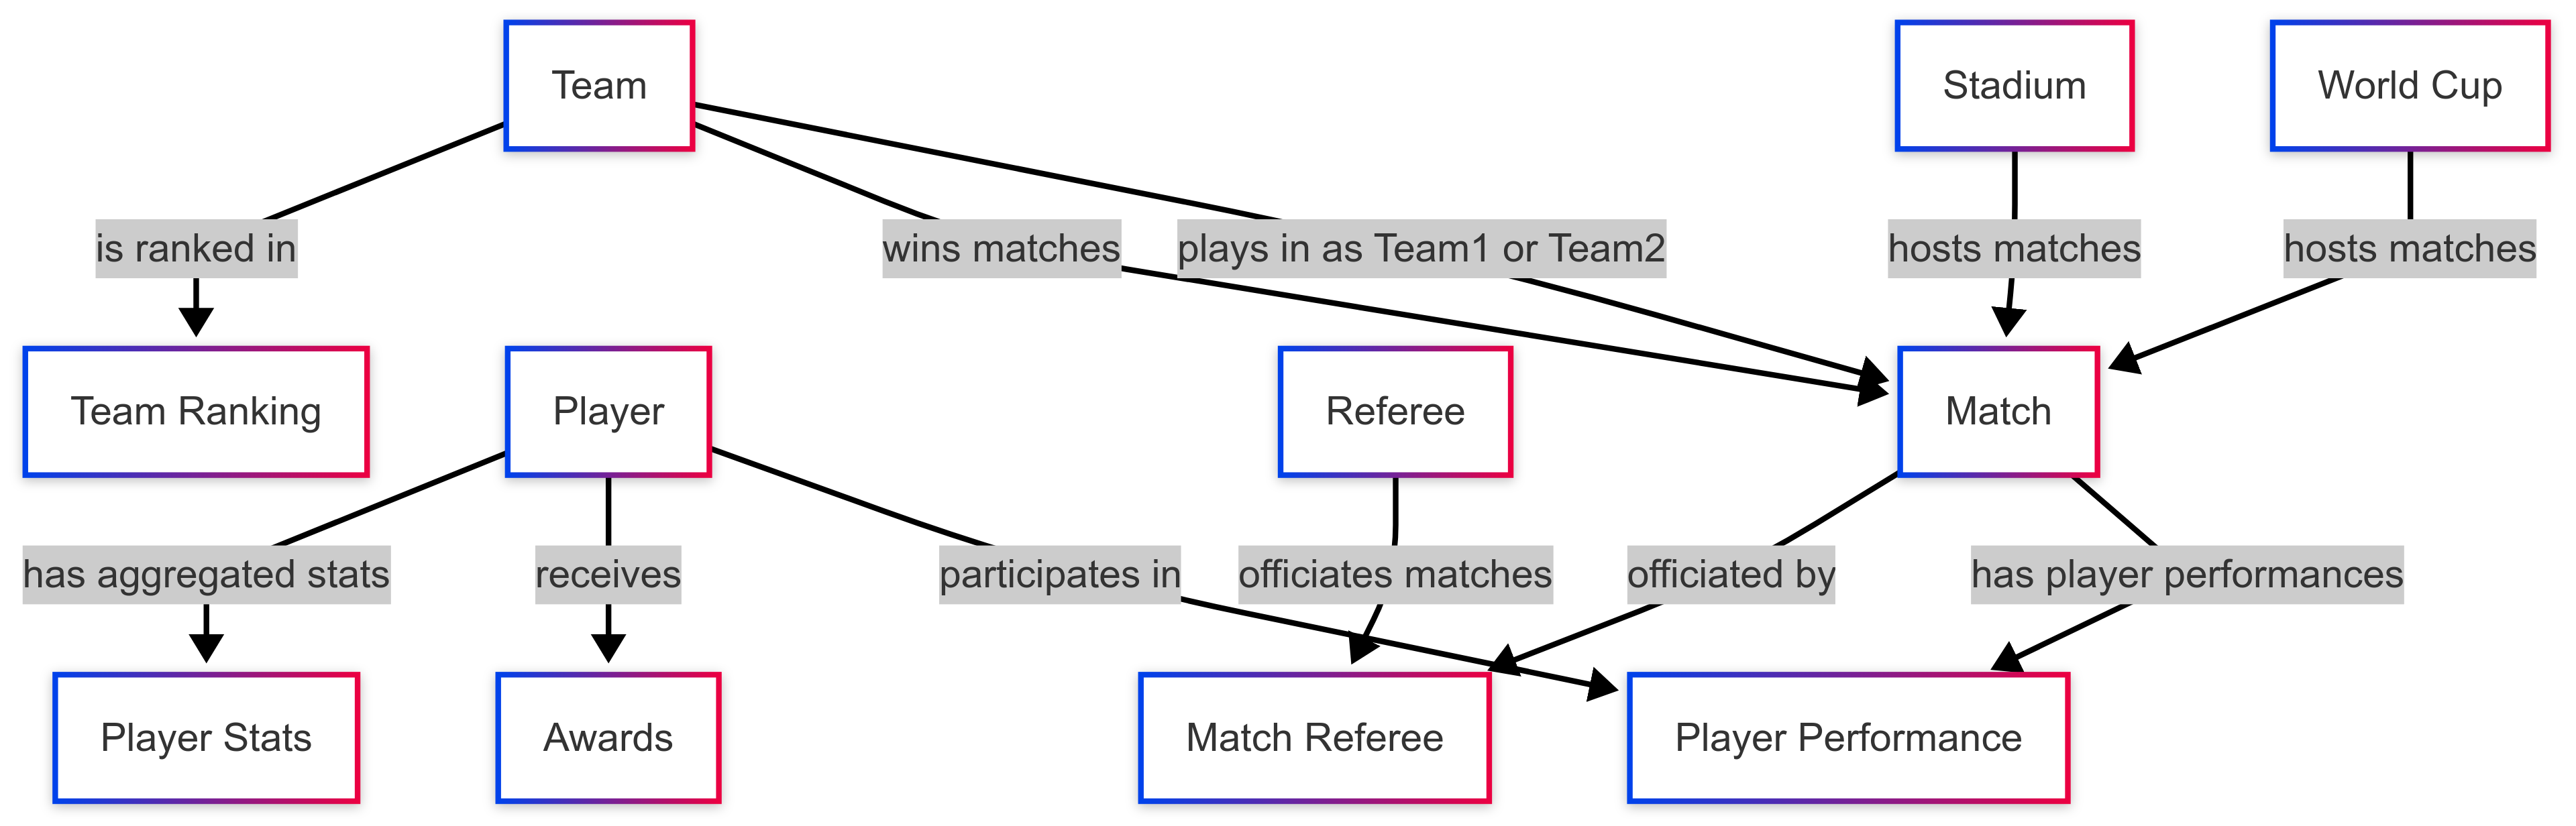 Team
Stadium
World Cup
is ranked in
wins matches
plays in as Team1 or Team2
hosts matches
hosts matches
Team Ranking
Player
Referee
Match
has aggregated stats
receives
participates in
officiates matches
officiated by
has player performances
Player Stats
Awards
Match Referee
Player Performance